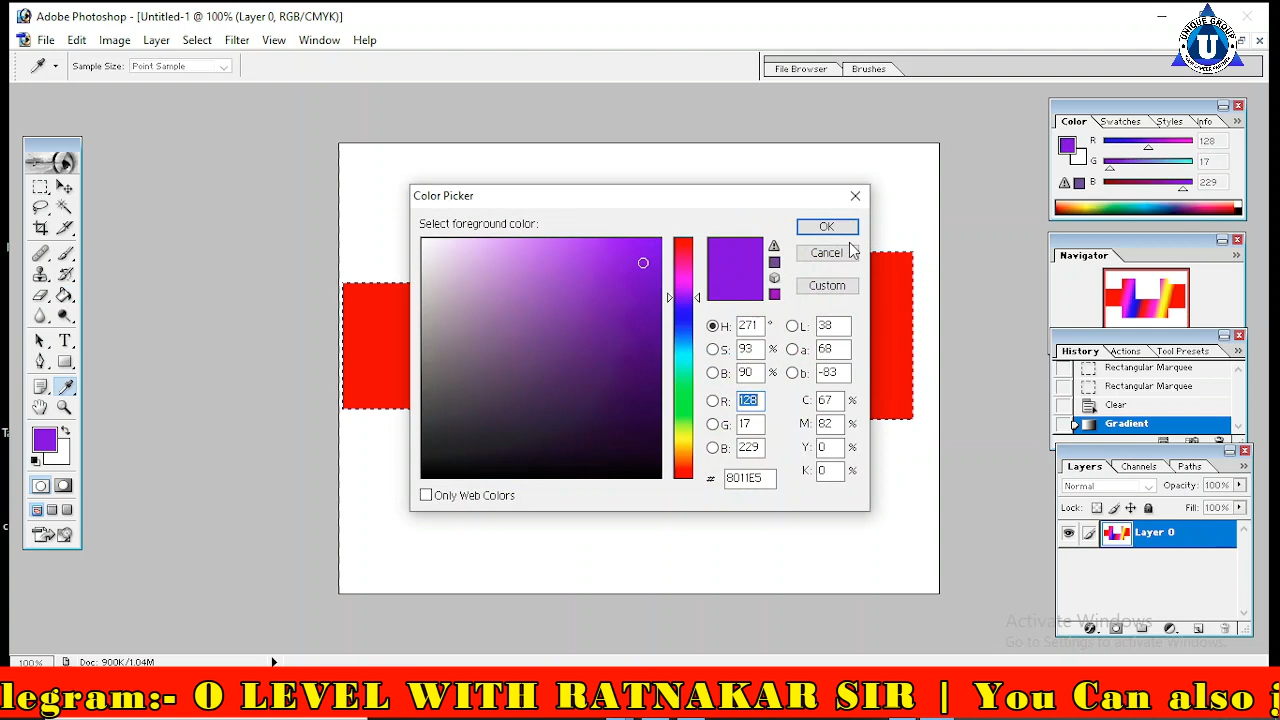 Adobe Photoshop - [Untitled-1 @ 100% (Layer 0, RGB/CMYK)]
File Edit Image Layer Select Filter View Window Help
UNIQUE GROUP
U
Sample Size: Point Sample
File Browser Brushes
Color Swatches Styles Info
R 128
G 17
B 229
Color Picker
Select foreground color:
OK
Cancel
Custom
H: 271 °
S: 93 %
B: 90 %
R: 128
G: 17
B: 229
L: 38
a: 68
b: -83
C: 67 %
M: 82 %
Y: 0 %
K: 0 %
# 8011E5
Only Web Colors
Navigator
History Actions Tool Presets
Rectangular Marquee
Rectangular Marquee
Clear
Gradient
Layers Channels Paths
Normal Opacity: 100%
Lock: Fill: 100%
Layer 0
Activate Windows
Go to Settings to activate Windows.
100% Doc: 900K/1.04M
legram:- O LEVEL WITH RATNAKAR SIR | You Can also j